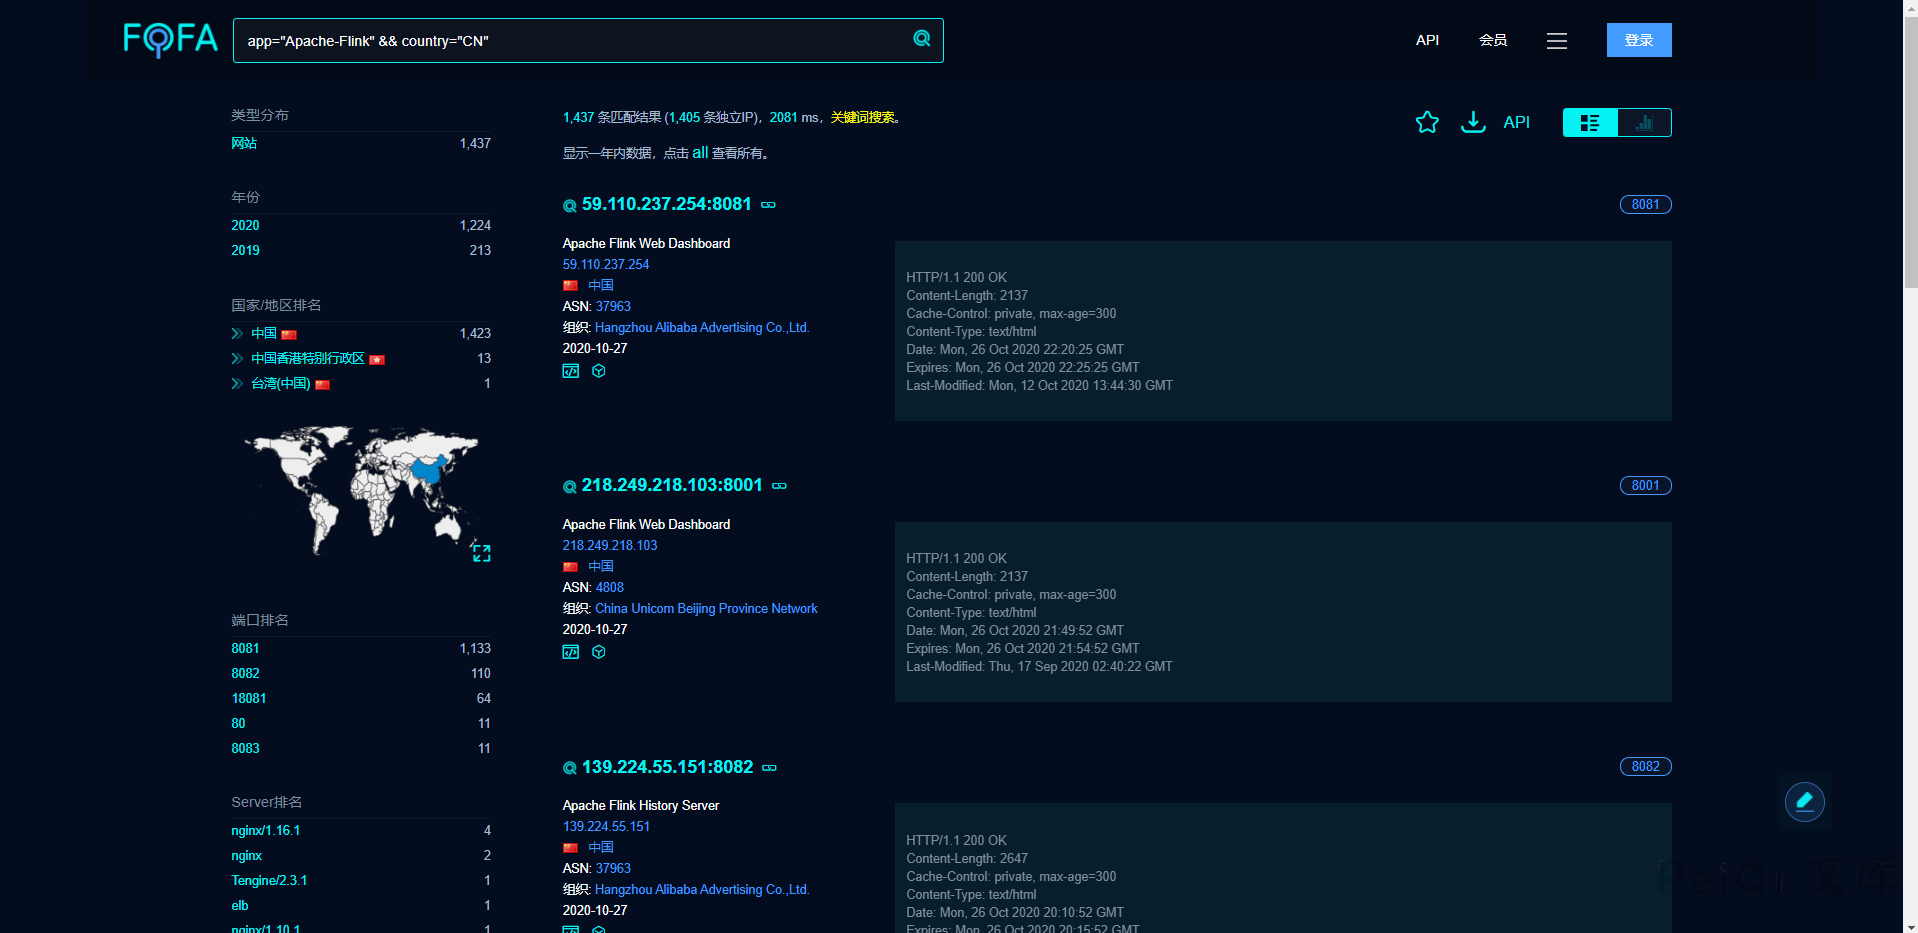 FOFA
app="Apache-Flink" && country="CN"
API
会员
登录
类型分布
网站 1,437
年份
2020 1,224
2019 213
国家/地区排名
中国 1,423
中国香港特别行政区 13
台湾(中国) 1
端口排名
8081 1,133
8082 110
18081 64
80 11
8083 11
Server排名
nginx/1.16.1 4
nginx 2
Tengine/2.3.1 1
elb 1
nginx/1.10.1 1
1,437 条匹配结果 (1,405 条独立IP)，2081 ms，关键词搜索。
显示一年内数据，点击 all 查看所有。
API
59.110.237.254:8081
8081
Apache Flink Web Dashboard
59.110.237.254
中国
ASN: 37963
组织: Hangzhou Alibaba Advertising Co.,Ltd.
2020-10-27
HTTP/1.1 200 OK
Content-Length: 2137
Cache-Control: private, max-age=300
Content-Type: text/html
Date: Mon, 26 Oct 2020 22:20:25 GMT
Expires: Mon, 26 Oct 2020 22:25:25 GMT
Last-Modified: Mon, 12 Oct 2020 13:44:30 GMT
218.249.218.103:8001
8001
Apache Flink Web Dashboard
218.249.218.103
中国
ASN: 4808
组织: China Unicom Beijing Province Network
2020-10-27
HTTP/1.1 200 OK
Content-Length: 2137
Cache-Control: private, max-age=300
Content-Type: text/html
Date: Mon, 26 Oct 2020 21:49:52 GMT
Expires: Mon, 26 Oct 2020 21:54:52 GMT
Last-Modified: Thu, 17 Sep 2020 02:40:22 GMT
139.224.55.151:8082
8082
Apache Flink History Server
139.224.55.151
中国
ASN: 37963
组织: Hangzhou Alibaba Advertising Co.,Ltd.
2020-10-27
HTTP/1.1 200 OK
Content-Length: 2647
Cache-Control: private, max-age=300
Content-Type: text/html
Date: Mon, 26 Oct 2020 20:10:52 GMT
Expires: Mon, 26 Oct 2020 20:15:52 GMT
PeiQi 文库